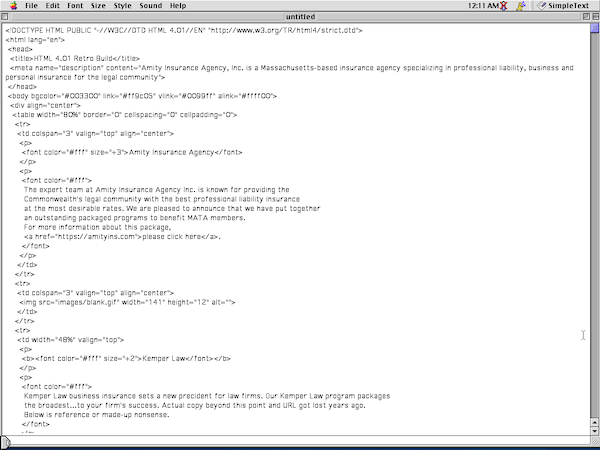 File Edit Font Size Style Sound Help 12:11 AM SimpleText
untitled
<!DOCTYPE HTML PUBLIC "-//W3C//DTD HTML 4.01//EN" "http://www.w3.org/TR/html4/strict.dtd">
<html lang="en">
<head>
<title>HTML 4.01 Retro Build</title>
<meta name="description" content="Amity Insurance Agency, Inc. is a Massachusetts-based insurance agency specializing in professional liability, business and
personal insurance for the legal community">
</head>
<body bgcolor="#003300" link="#ff9c05" vlink="#0099ff" alink="#ffff00">
<div align="center">
<table width="80%" border="0" cellspacing="0" cellpadding="0">
<tr>
<td colspan="3" valign="top" align="center">
<p>
<font color="#fff" size="+3">Amity Insurance Agency</font>
</p>
<p>
<font color="#fff">
The expert team at Amity Insurance Agency Inc. is known for providing the
Commonwealth's legal community with the best professional liability insurance
at the most desirable rates. We are pleased to announce that we have put together
an outstanding packaged programs to benefit MATA members.
For more information about this package,
<a href="https://amityins.com">please click here</a>.
</font>
</p>
</td>
</tr>
<tr>
<td colspan="3" valign="top" align="center">
<img src="images/blank.gif" width="141" height="12" alt="">
</td>
</tr>
<tr>
<td width="48%" valign="top">
<p>
<b><font color="#fff" size="+2">Kemper Law</font></b>
</p>
<p>
<font color="#fff">
Kemper Law business insurance sets a new precident for law firms. Our Kemper Law program packages
the broadest...to your firm's success. Actual copy beyond this point and URL got lost years ago.
Below is reference or made-up nonsense.
</font>